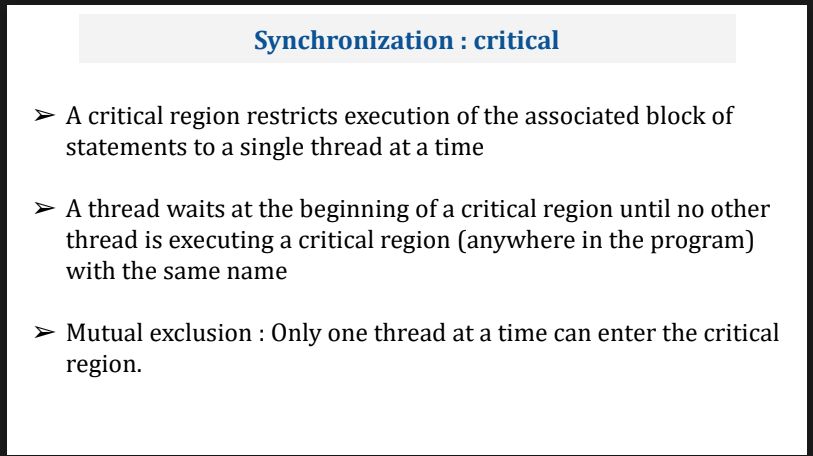 Synchronization : critical
➢ A critical region restricts execution of the associated block of
statements to a single thread at a time
➢ A thread waits at the beginning of a critical region until no other
thread is executing a critical region (anywhere in the program)
with the same name
➢ Mutual exclusion : Only one thread at a time can enter the critical
region.